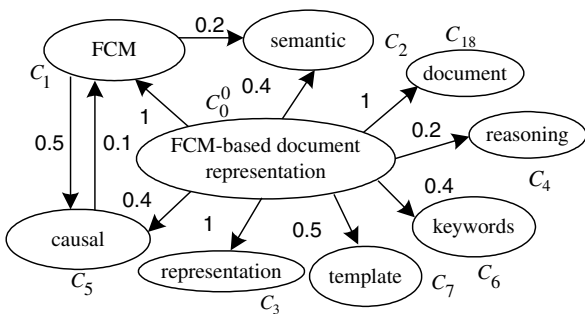 0.2
FCM
semantic
C₂
C₁₈
C₁
document
C₀⁰
0.4
1
1
0.2
reasoning
0.5
0.1
FCM-based document
representation
C₄
0.4
0.4
1
0.5
keywords
causal
representation
template
C₅
C₃
C₇
C₆